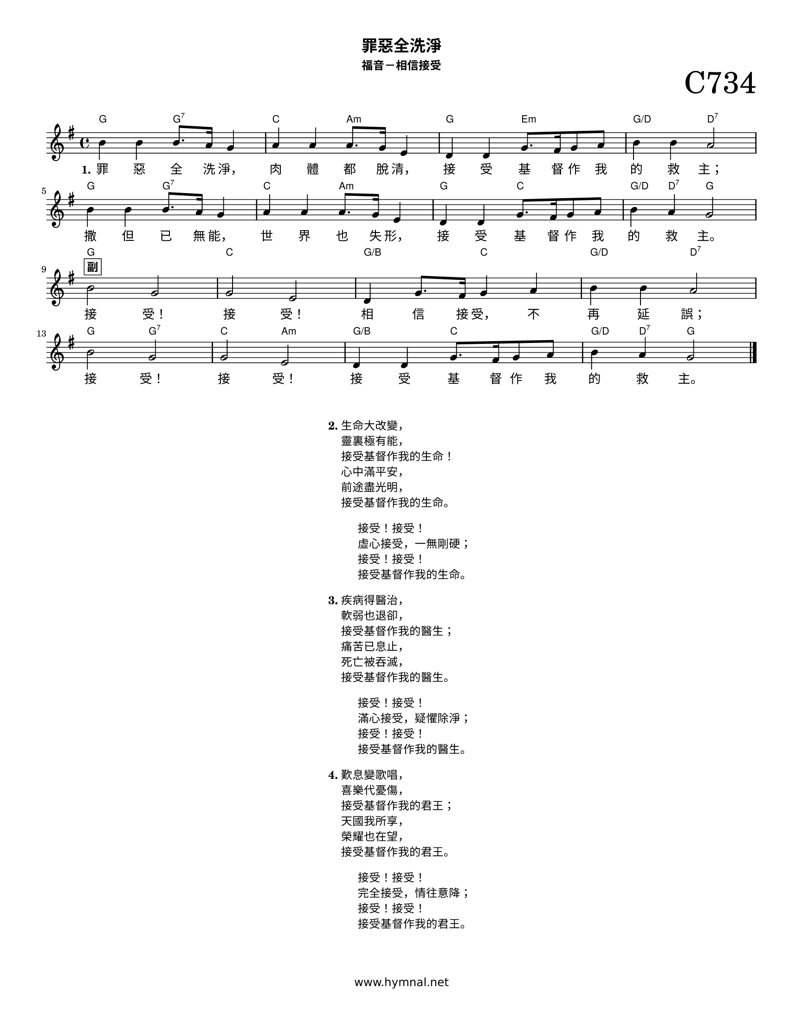 罪惡全洗淨
福音－相信接受
C734
G G7 C Am G Em G/D D7
1. 罪 惡 全 洗淨， 肉 體 都 脫清， 接 受 基 督作 我 的 救 主；
5
G G7 C Am G C G/D D7 G
撒 但 已 無能， 世 界 也 失形， 接 受 基 督作 我 的 救 主。
9
G C G/B C G/D D7
副
接 受！ 接 受！ 相 信 接受， 不 再 延 誤；
13
G G7 C Am G/B C G/D D7 G
接 受！ 接 受！ 接 受 基 督 作 我 的 救 主。
2. 生命大改變，
靈裏極有能，
接受基督作我的生命！
心中滿平安，
前途盡光明，
接受基督作我的生命。
接受！接受！
虛心接受，一無剛硬；
接受！接受！
接受基督作我的生命。
3. 疾病得醫治，
軟弱也退卻，
接受基督作我的醫生；
痛苦已息止，
死亡被吞滅，
接受基督作我的醫生。
接受！接受！
滿心接受，疑懼除淨；
接受！接受！
接受基督作我的醫生。
4. 歎息變歌唱，
喜樂代憂傷，
接受基督作我的君王；
天國我所享，
榮耀也在望，
接受基督作我的君王。
接受！接受！
完全接受，情往意降；
接受！接受！
接受基督作我的君王。
www.hymnal.net